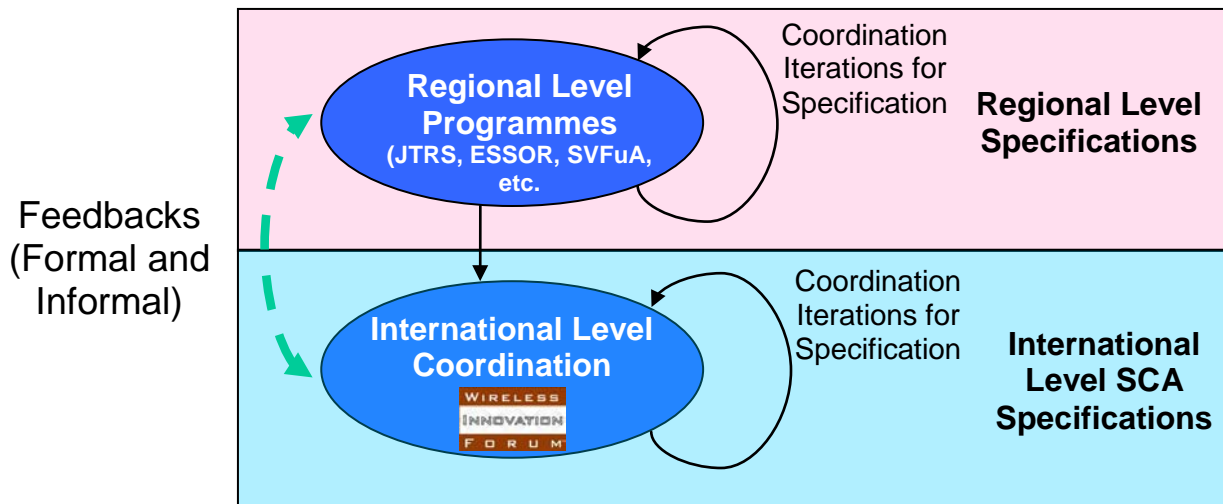 Coordination
Iterations for
Specification
Regional Level
Programmes
(JTRS, ESSOR, SVFuA,
etc.
Regional Level
Specifications
Feedbacks
(Formal and
Informal)
Coordination
Iterations for
Specification
International Level
Coordination
WIRELESS
INNOVATION
FORUM™
International
Level SCA
Specifications